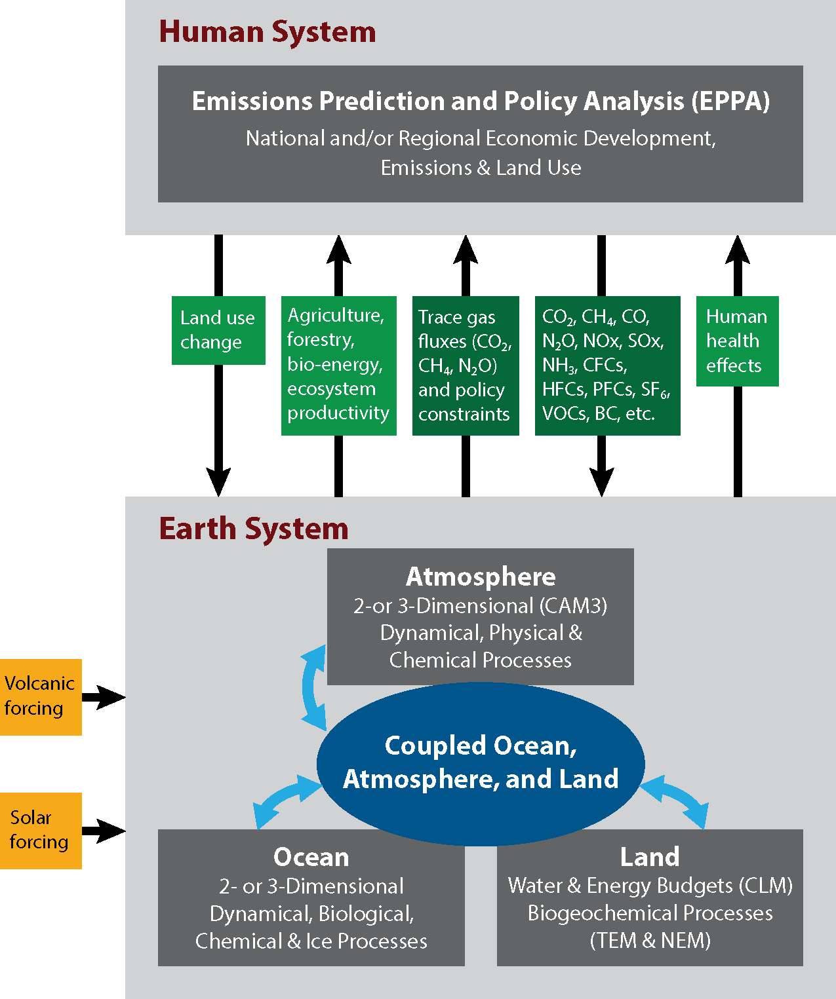 Human System
Emissions Prediction and Policy Analysis (EPPA)
National and/or Regional Economic Development,
Emissions & Land Use
Land use
change
Agriculture,
forestry,
bio-energy,
ecosystem
productivity
Trace gas
fluxes (CO₂,
CH₄, N₂O)
and policy
constraints
CO₂, CH₄, CO,
N₂O, NOx, SOx,
NH₃, CFCs,
HFCs, PFCs, SF₆,
VOCs, BC, etc.
Human
health
effects
Earth System
Atmosphere
2-or 3-Dimensional (CAM3)
Dynamical, Physical &
Chemical Processes
Volcanic
forcing
Coupled Ocean,
Atmosphere, and Land
Solar
forcing
Ocean
2- or 3-Dimensional
Dynamical, Biological,
Chemical & Ice Processes
Land
Water & Energy Budgets (CLM)
Biogeochemical Processes
(TEM & NEM)